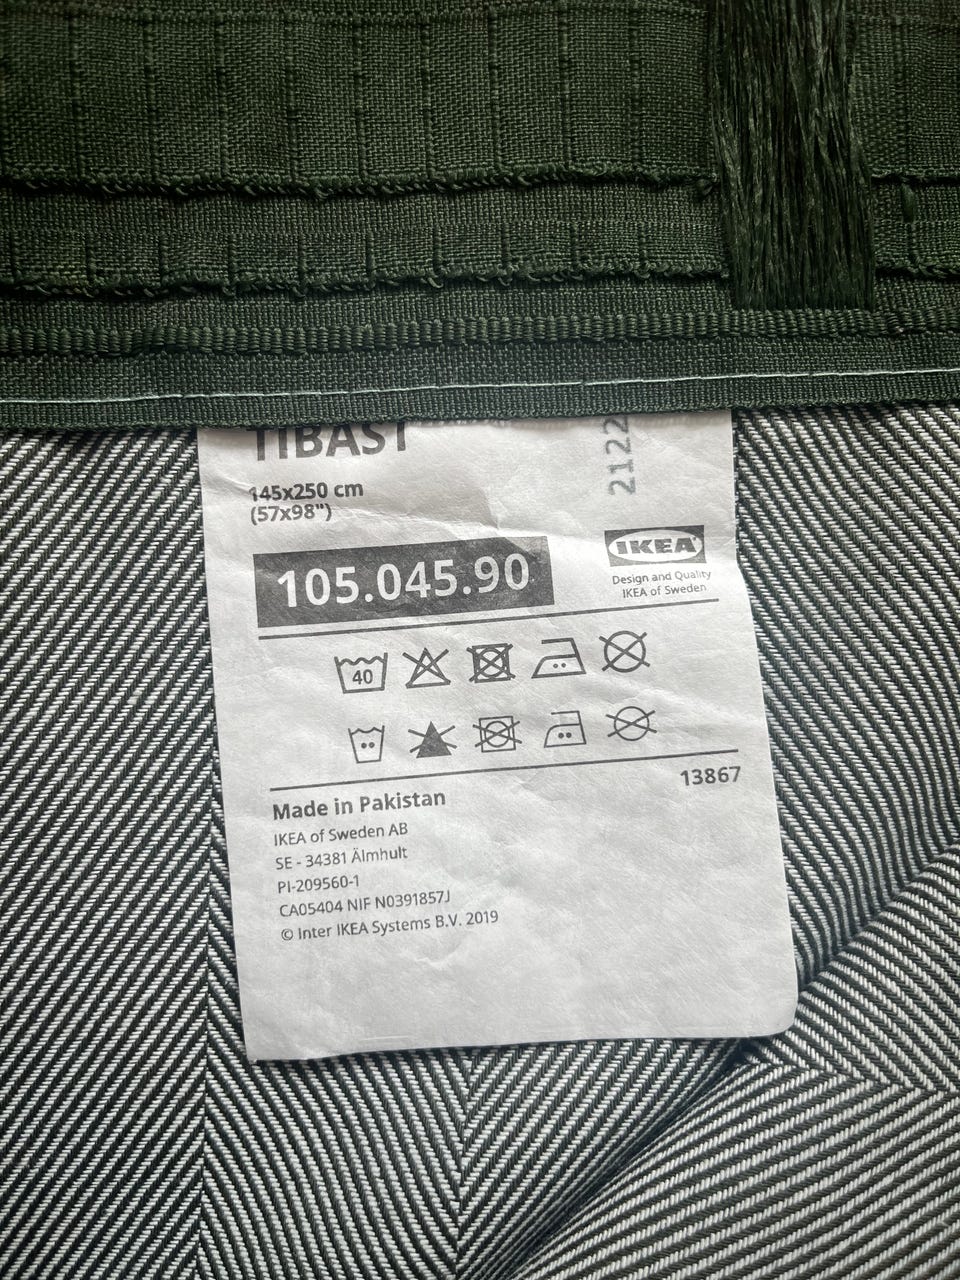 TIBAST
2122
145x250 cm
(57x98")
105.045.90
IKEA
Design and Quality
IKEA of Sweden
40
13867
Made in Pakistan
IKEA of Sweden AB
SE - 34381 Älmhult
PI-209560-1
CA05404 NIF N0391857J
© Inter IKEA Systems B.V. 2019